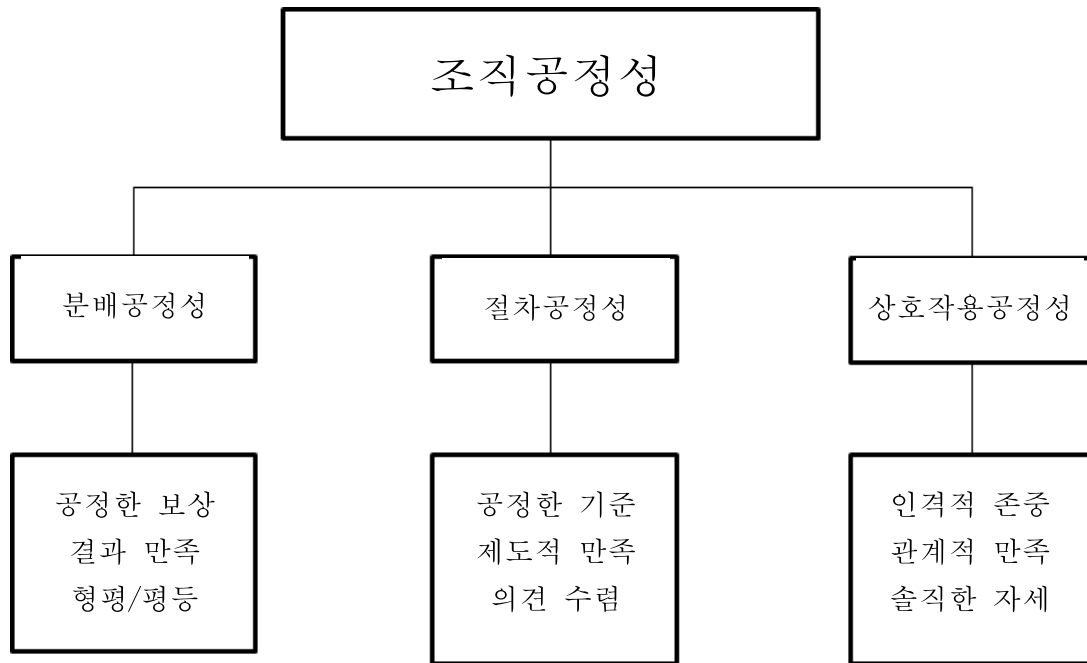 조직공정성
분배공정성
절차공정성
상호작용공정성
공정한 보상
결과 만족
형평/평등
공정한 기준
제도적 만족
의견 수렴
인격적 존중
관계적 만족
솔직한 자세